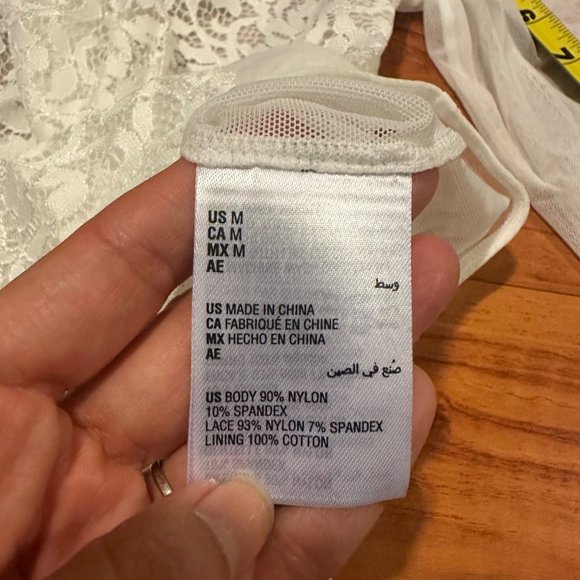 US M
CA M
MX M
AE
وسط
US MADE IN CHINA
CA FABRIQUÉ EN CHINE
MX HECHO EN CHINA
AE
صُنع في الصين
US BODY 90% NYLON
10% SPANDEX
LACE 93% NYLON 7% SPANDEX
LINING 100% COTTON